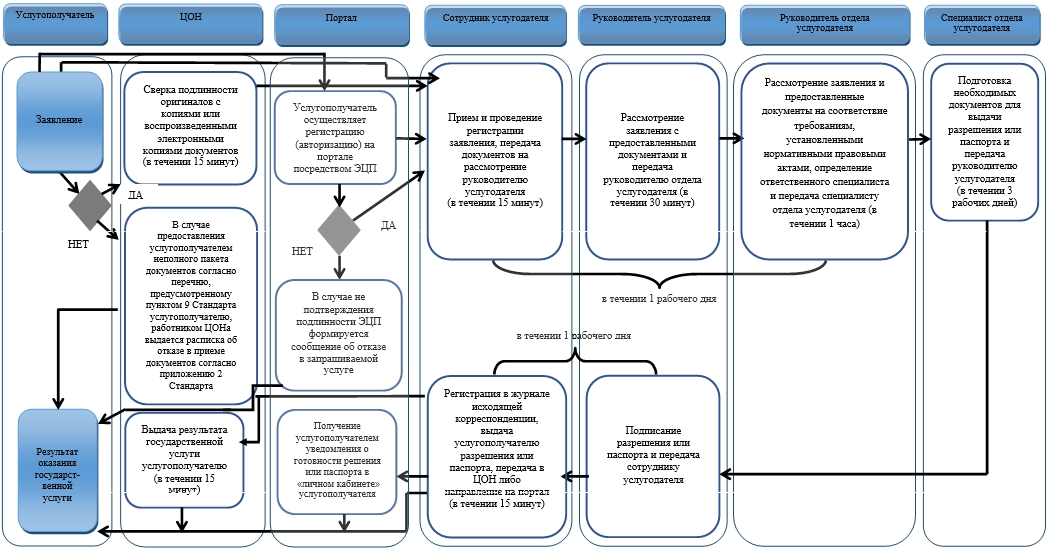 Услугополучатель
ЦОН
Портал
Сотрудник услугодателя
Руководитель услугодателя
Руководитель отдела
услугодателя
Специалист отдела
услугодателя
Заявление
ДА
НЕТ
Сверка подлинности
оригиналов с
копиями или
воспроизведенными
электронными
копиями документов
(в течении 15 минут)
В случае
предоставления
услугополучателем
неполного пакета
документов согласно
перечню,
предусмотренному
пунктом 9 Стандарта
услугополучателю,
работником ЦОНа
выдается расписка об
отказе в приеме
документов согласно
приложению 2
Стандарта
Услугополучатель
осуществляет
регистрацию
(авторизацию) на
портале
посредством ЭЦП
ДА
НЕТ
В случае не
подтверждения
подлинности ЭЦП
формируется
сообщение об отказе
в запрашиваемой
услуге
Прием и проведение
регистрации
заявления, передача
документов на
рассмотрение
руководителю
услугодателя
(в течении 15 минут)
Рассмотрение
заявления с
предоставленными
документами и
передача
руководителю отдела
услугодателя (в
течении 30 минут)
Рассмотрение заявления и
предоставленные
документы на соответствие
требованиям,
установленными
нормативными правовыми
актами, определение
ответственного специалиста
и передача специалисту
отдела услугодателя (в
течении 1 часа)
Подготовка
необходимых
документов для
выдачи
разрешения или
паспорта и
передача
руководителю
услугодателя
(в течении 3
рабочих дней)
в течении 1 рабочего дня
в течении 1 рабочего дня
Результат
оказания
государст-
венной
услуги
Выдача результата
государственной
услуги
услугополучателю
(в течении 15
минут)
Получение
услугополучателем
уведомления о
готовности решения
или паспорта в
«личном кабинете»
услугополучателя
Регистрация в журнале
исходящей
корреспонденции,
выдача
услугополучателю
разрешения или
паспорта, передача в
ЦОН либо
направление на портал
(в течении 15 минут)
Подписание
разрешения или
паспорта и передача
сотруднику
услугодателя